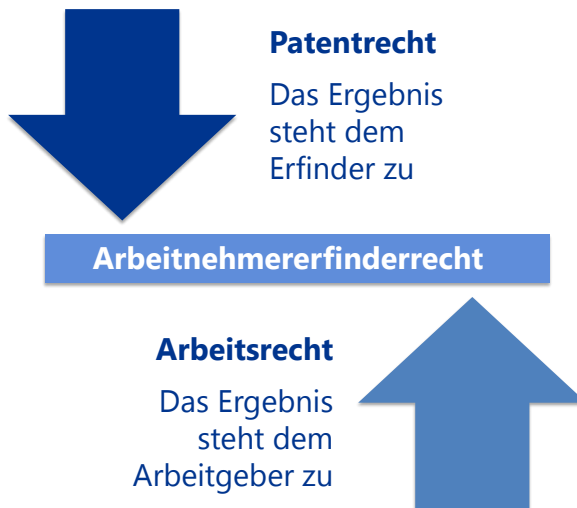 Patentrecht
Das Ergebnis
steht dem
Erfinder zu
Arbeitnehmererfinderrecht
Arbeitsrecht
Das Ergebnis
steht dem
Arbeitgeber zu